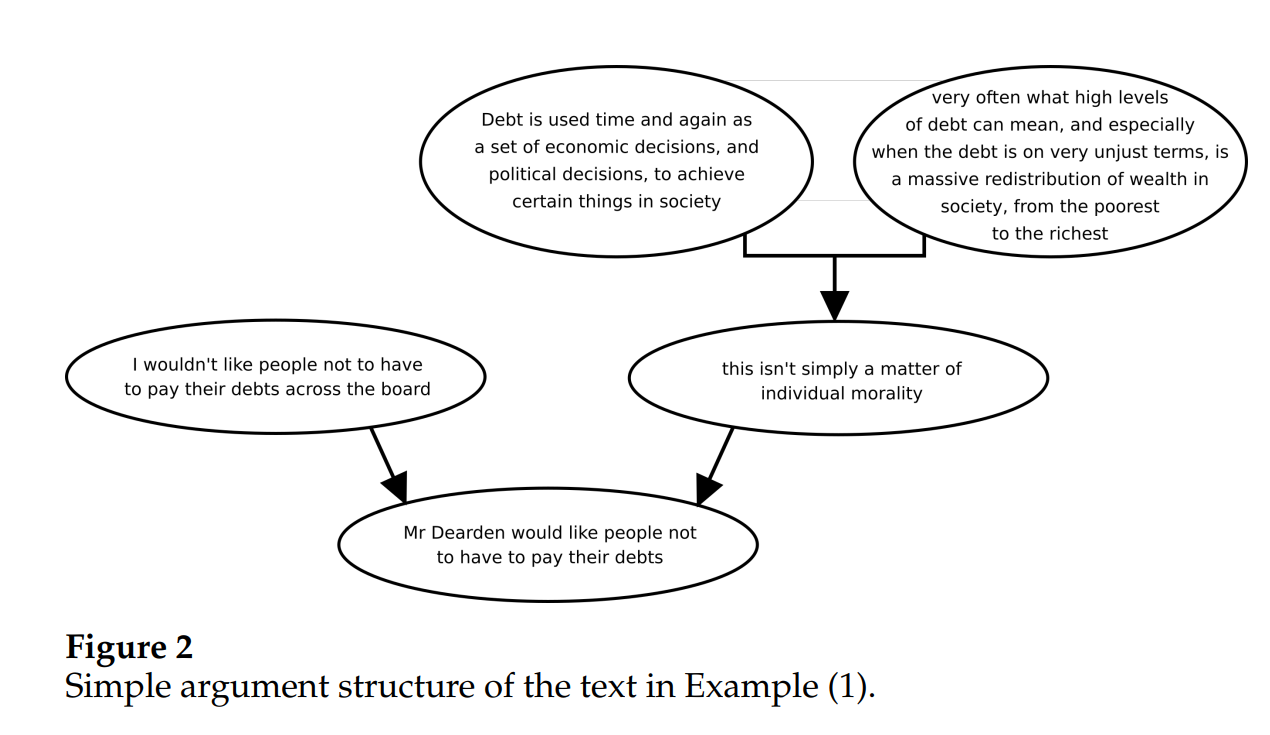 Debt is used time and again as
a set of economic decisions, and
political decisions, to achieve
certain things in society
very often what high levels
of debt can mean, and especially
when the debt is on very unjust terms, is
a massive redistribution of wealth in
society, from the poorest
to the richest
I wouldn't like people not to have
to pay their debts across the board
this isn't simply a matter of
individual morality
Mr Dearden would like people not
to have to pay their debts
Figure 2
Simple argument structure of the text in Example (1).